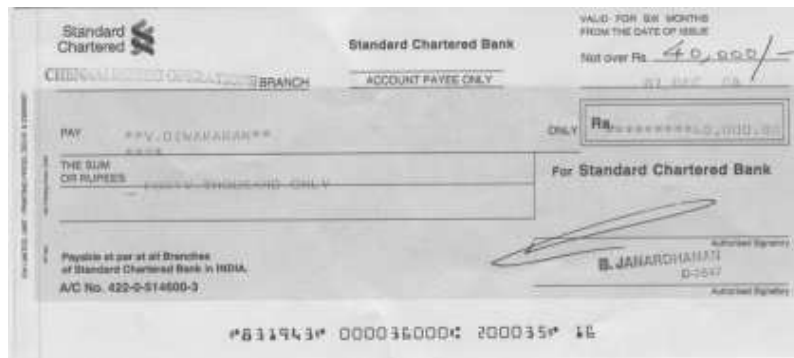 Standard
Chartered
Standard Chartered Bank
VALID FOR SIX MONTHS
FROM THE DATE OF ISSUE
Not over Rs 40,000/-
BRANCH
ACCOUNT PAYEE ONLY
PAY **V.DIWAKARAN**
****
ONLY Rs.
THE SUM
OR RUPEES
FORTY THOUSAND ONLY
For Standard Chartered Bank
Authorised Signatory
Payable at par at all Branches
of Standard Chartered Bank in INDIA.
B. JANARDHANAN
A/C No. 422-0-514600-3
Authorised Signatory
⑈831943⑈ 000036000⑆ 200035⑈ 16